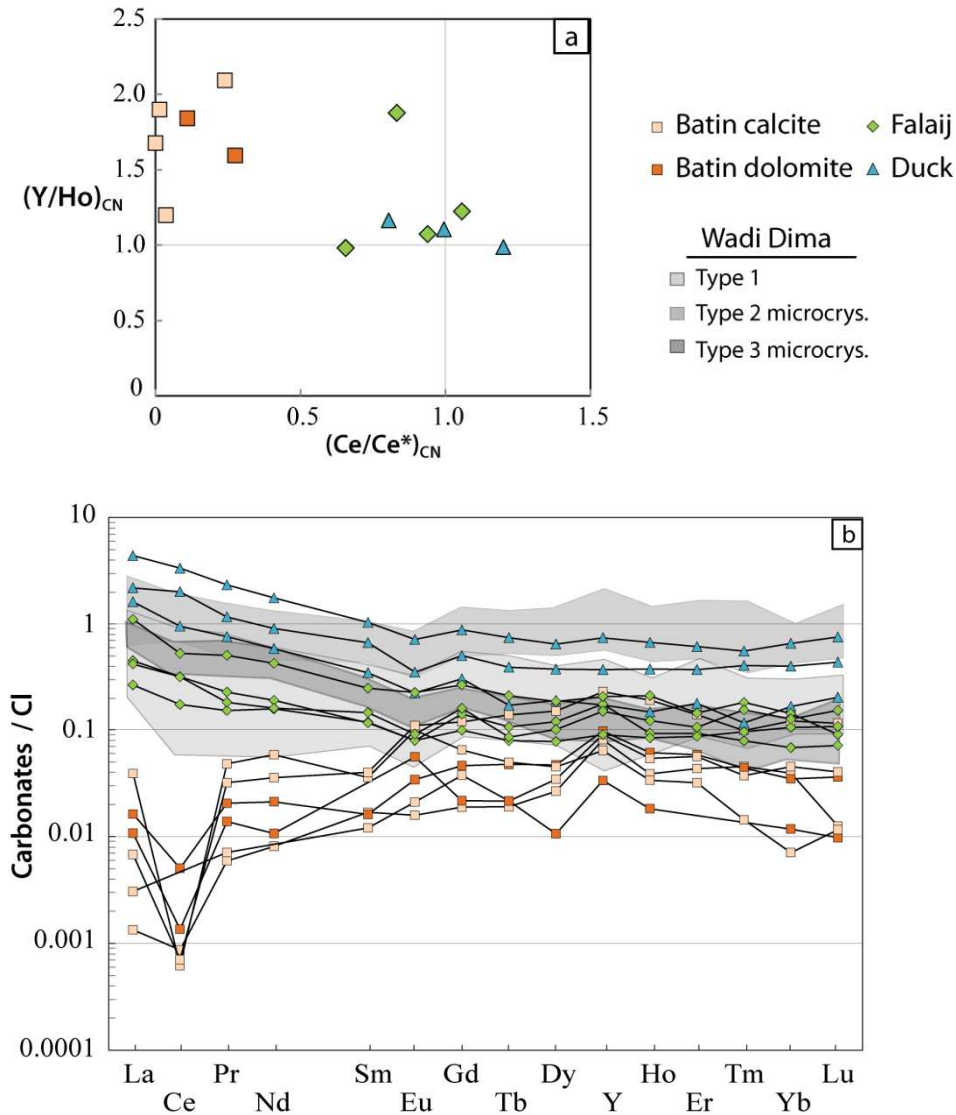 2.5
a
2.0
1.5
(Y/Ho)CN
1.0
0.5
0
0 0.5 1.0 1.5
(Ce/Ce*)CN
Batin calcite Falaij
Batin dolomite Duck
Wadi Dima
Type 1
Type 2 microcrys.
Type 3 microcrys.
10
b
1
0.1
0.01
0.001
0.0001
Carbonates / CI
La Pr Sm Gd Dy Ho Tm Lu
Ce Nd Eu Tb Y Er Yb